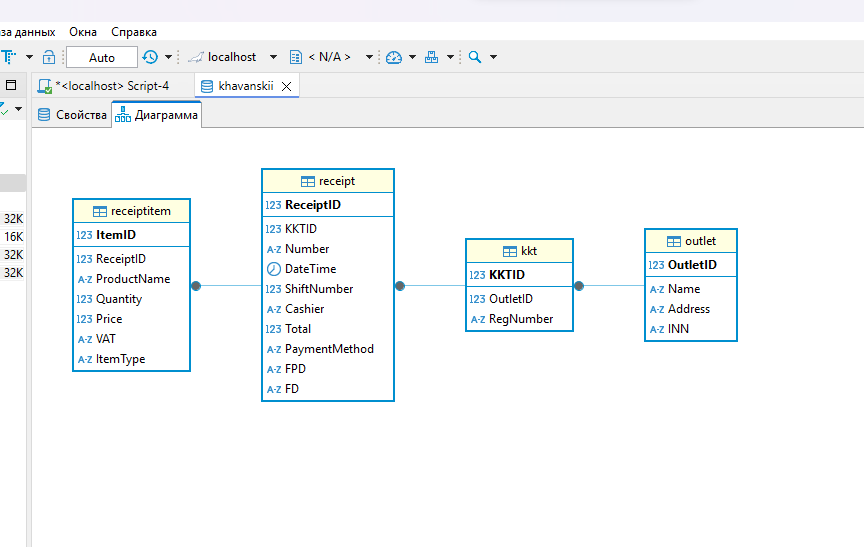 за данных Окна Справка
Auto localhost < N/A >
*<localhost> Script-4 khavanskii
Свойства Диаграмма
32K
16K
32K
32K
receiptitem
123 ItemID
123 ReceiptID
A-Z ProductName
123 Quantity
123 Price
A-Z VAT
A-Z ItemType
receipt
123 ReceiptID
123 KKTID
A-Z Number
DateTime
123 ShiftNumber
A-Z Cashier
123 Total
A-Z PaymentMethod
A-Z FPD
A-Z FD
kkt
123 KKTID
123 OutletID
A-Z RegNumber
outlet
123 OutletID
A-Z Name
A-Z Address
A-Z INN